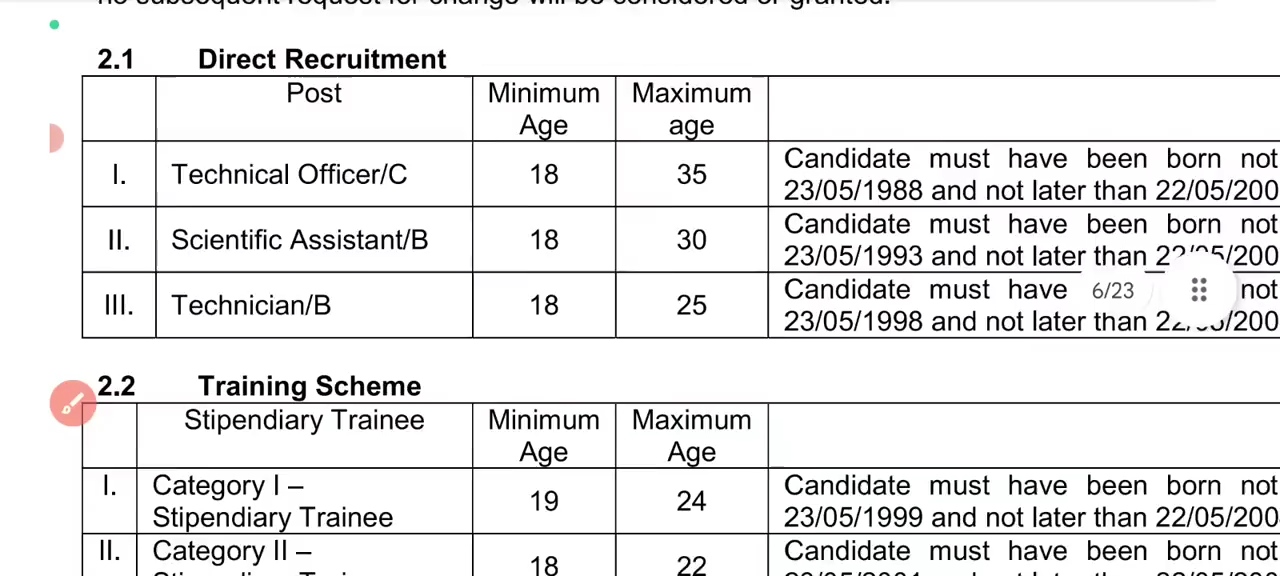 2.1 Direct Recruitment
Post Minimum Age Maximum age
I. Technical Officer/C 18 35 Candidate must have been born not
23/05/1988 and not later than 22/05/200
II. Scientific Assistant/B 18 30 Candidate must have been born not
23/05/1993 and not later than /200
III. Technician/B 18 25 Candidate must have not
23/05/1998 and not later than /200
6/23
2.2 Training Scheme
Stipendiary Trainee Minimum Age Maximum Age
I. Category I –
Stipendiary Trainee 19 24 Candidate must have been born not
23/05/1999 and not later than 22/05/200
II. Category II – 18 22 Candidate must have been born not